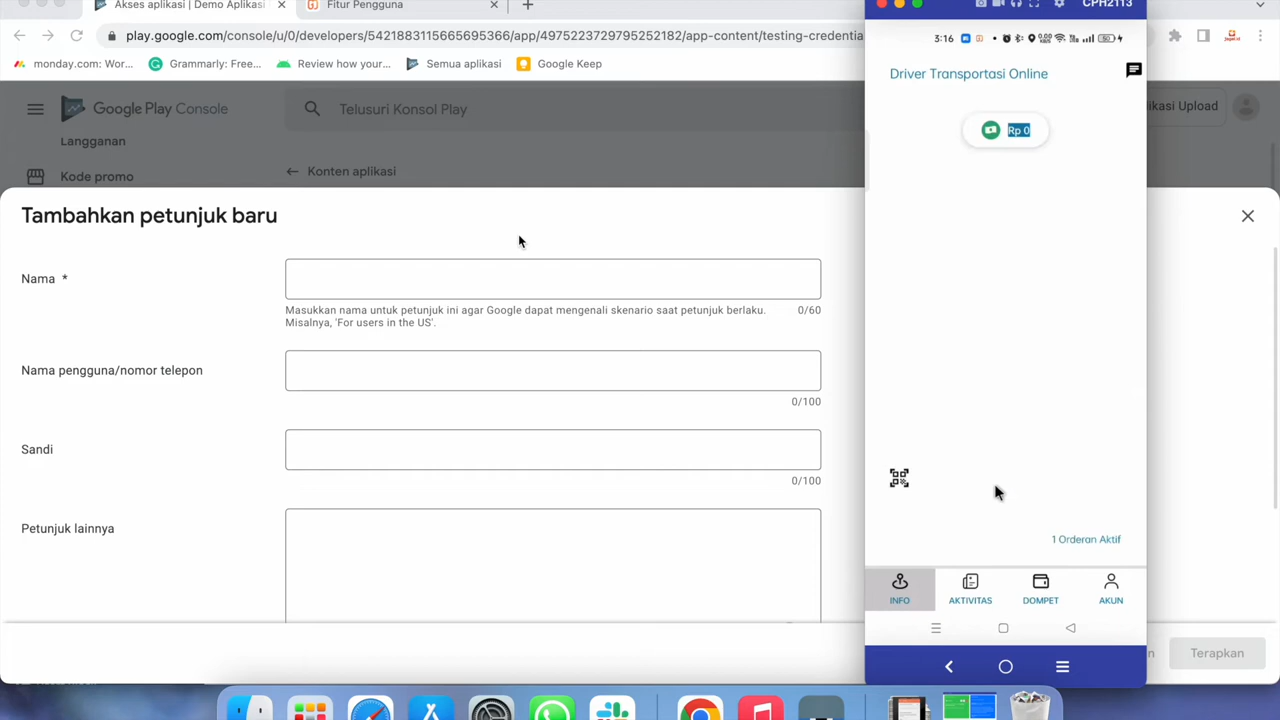 Akses aplikasi | Demo Aplikasi
Fitur Pengguna
CPH2113
play.google.com/console/u/0/developers/5421883115665695366/app/4975223729795252182/app-content/testing-credentia
monday.com: Wor...
Grammarly: Free...
Review how your...
Semua aplikasi
Google Keep
Google Play Console
Telusuri Konsol Play
likasi Upload
Langganan
Kode promo
Konten aplikasi
Tambahkan petunjuk baru
Nama *
Masukkan nama untuk petunjuk ini agar Google dapat mengenali skenario saat petunjuk berlaku.
Misalnya, 'For users in the US'.
0/60
Nama pengguna/nomor telepon
0/100
Sandi
0/100
Petunjuk lainnya
n
Terapkan
3:16
Driver Transportasi Online
Rp 0
1 Orderan Aktif
INFO
AKTIVITAS
DOMPET
AKUN